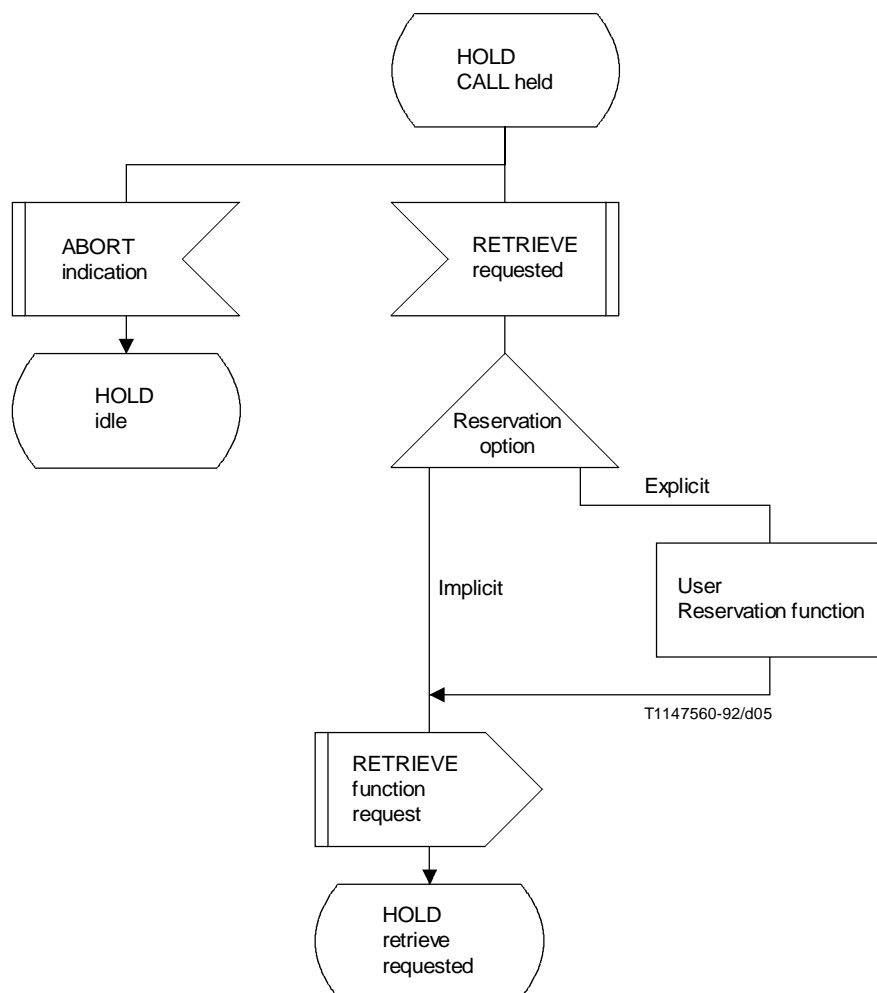 HOLD
CALL held
ABORT
indication
RETRIEVE
requested
HOLD
idle
Reservation
option
Explicit
Implicit
User
Reservation function
T1147560-92/d05
RETRIEVE
function
request
HOLD
retrieve
requested